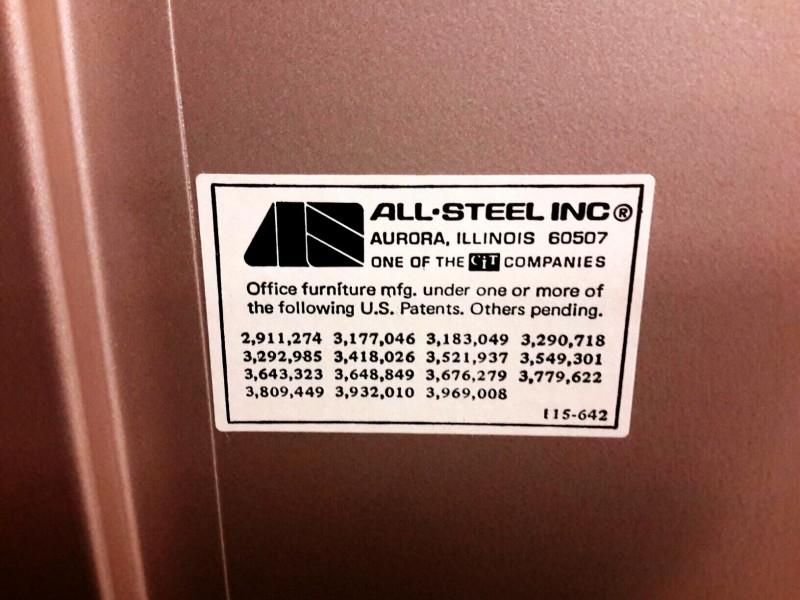 ALL·STEEL INC®
AURORA, ILLINOIS 60507
ONE OF THE CIT COMPANIES
Office furniture mfg. under one or more of
the following U.S. Patents. Others pending.
2,911,274 3,177,046 3,183,049 3,290,718
3,292,985 3,418,026 3,521,937 3,549,301
3,643,323 3,648,849 3,676,279 3,779,622
3,809,449 3,932,010 3,969,008
115-642